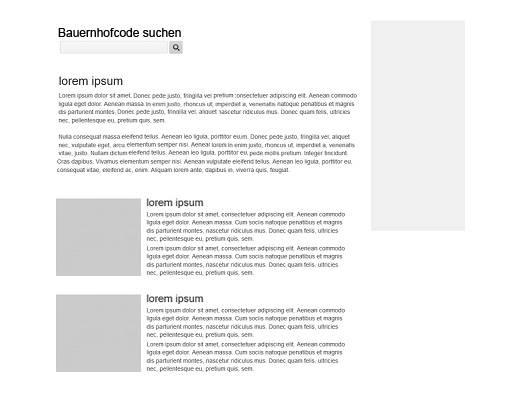 Bauernhofcode suchen
lorem ipsum
Lorem ipsum dolor sit amet, Donec pede justo, fringilla vel pretium consectetuer adipiscing elit. Aenean commodo
ligula eget dolor. Aenean massa. In enim justo, rhoncus ut, imperdiet a, venenatis natoque penatibus et magnis
dis parturient montes, nascetur ridiculus mus. Donec pede justo, fringilla vel, aliquet nascetur ridiculus mus. Donec quam felis, ultricies
nec, pellentesque eu, pretium quis, sem.
Nulla consequat massa eleifend tellus. Aenean leo ligula, porttitor eu. Donec pede justo, fringilla vel, aliquet
nec, vulputate eget, arcu elementum semper nisi. Aenean lorem In enim justo, rhoncus ut, imperdiet a, venenatis
vitae, justo. Nullam dictum eleifend tellus. Aenean leo ligula, porttitor eu, pede mollis pretium. Integer tincidunt.
Cras dapibus. Vivamus elementum semper nisi. Aenean vulputate eleifend tellus. Aenean leo ligula, porttitor eu,
consequat vitae, eleifend ac, enim. Aliquam lorem ante, dapibus in, viverra quis, feugiat.
lorem ipsum
Lorem ipsum dolor sit amet, consectetuer adipiscing elit. Aenean commodo
ligula eget dolor. Aenean massa. Cum sociis natoque penatibus et magnis
dis parturient montes, nascetur ridiculus mus. Donec quam felis, ultricies
nec, pellentesque eu, pretium quis, sem.
Lorem ipsum dolor sit amet, consectetuer adipiscing elit. Aenean commodo
ligula eget dolor. Aenean massa. Cum sociis natoque penatibus et magnis
dis parturient montes, nascetur ridiculus mus. Donec quam felis, ultricies
nec, pellentesque eu, pretium quis, sem.
lorem ipsum
Lorem ipsum dolor sit amet, consectetuer adipiscing elit. Aenean commodo
ligula eget dolor. Aenean massa. Cum sociis natoque penatibus et magnis
dis parturient montes, nascetur ridiculus mus. Donec quam felis, ultricies
nec, pellentesque eu, pretium quis, sem.
Lorem ipsum dolor sit amet, consectetuer adipiscing elit. Aenean commodo
ligula eget dolor. Aenean massa. Cum sociis natoque penatibus et magnis
dis parturient montes, nascetur ridiculus mus. Donec quam felis, ultricies
nec, pellentesque eu, pretium quis, sem.